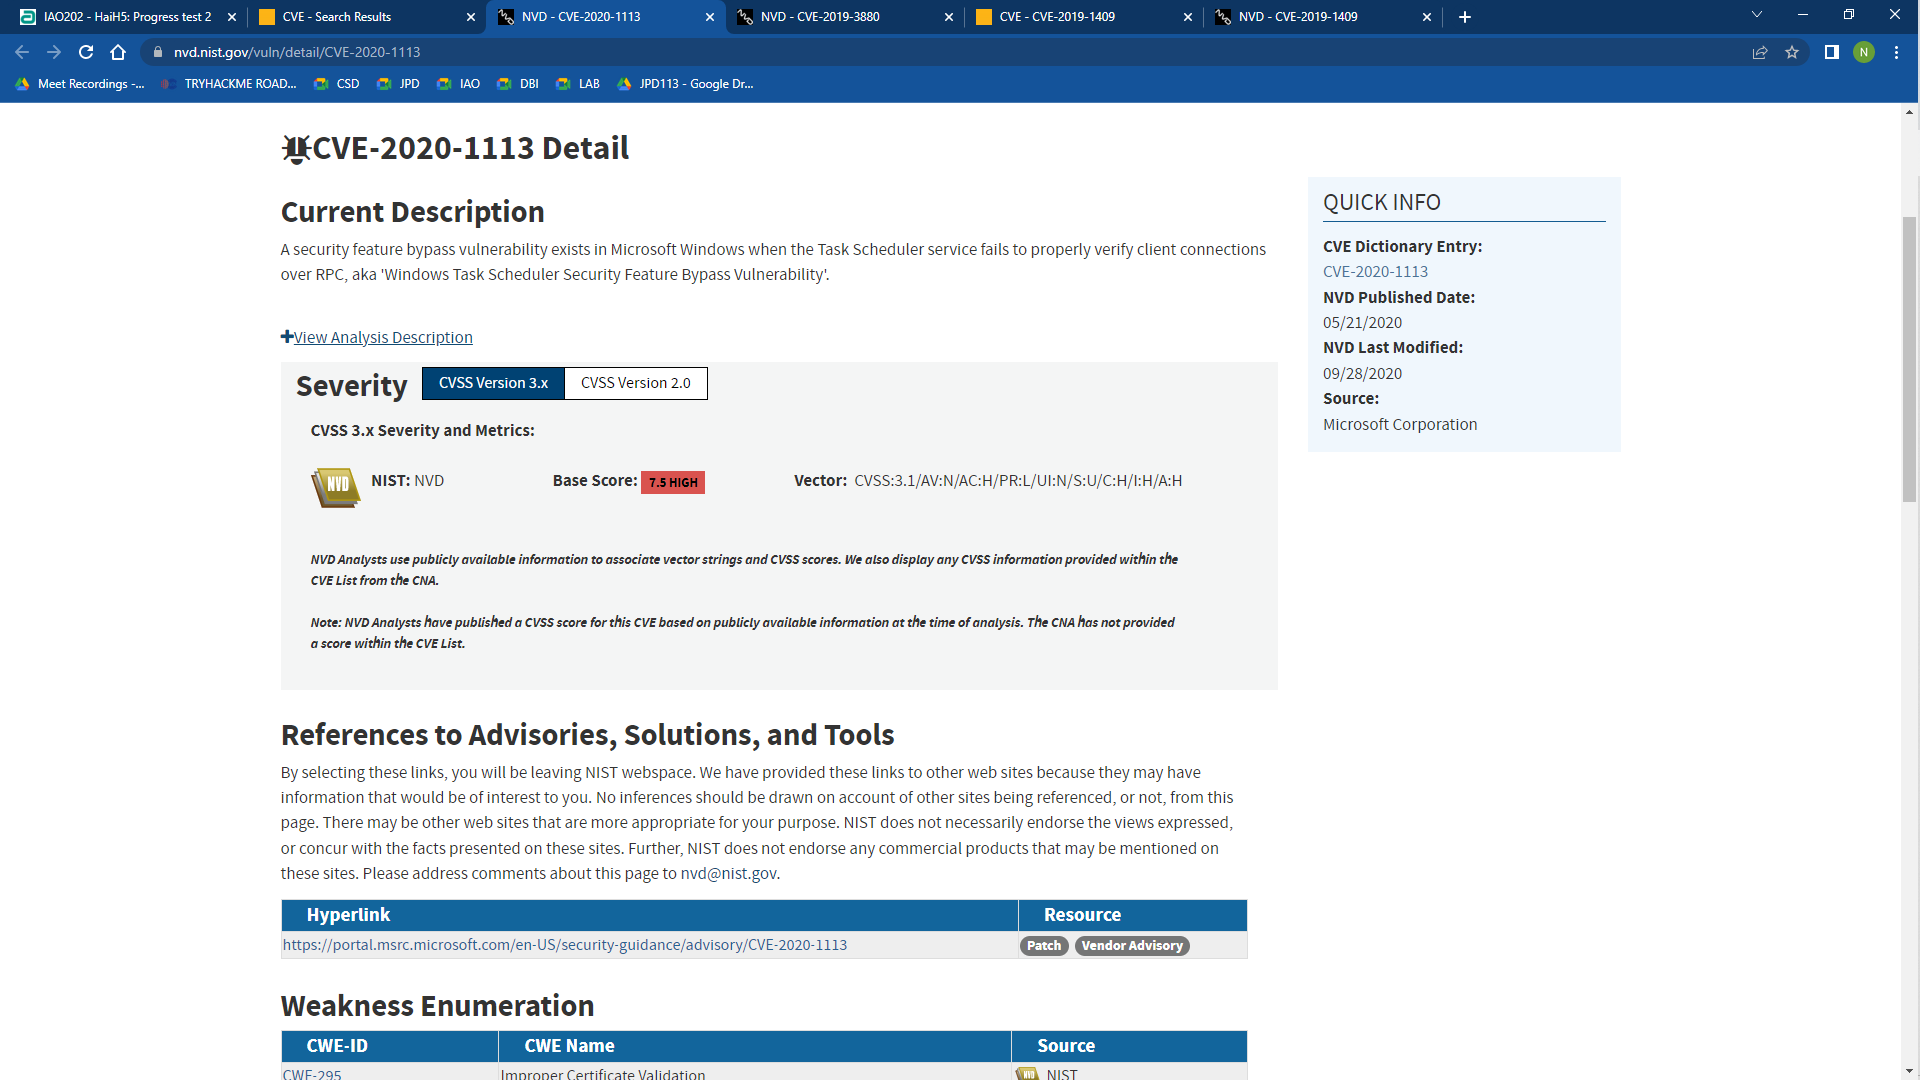 IAO202 - HaiH5: Progress test 2
CVE - Search Results
NVD - CVE-2020-1113
NVD - CVE-2019-3880
CVE - CVE-2019-1409
NVD - CVE-2019-1409
nvd.nist.gov/vuln/detail/CVE-2020-1113
N
Meet Recordings -...
TRYHACKME ROAD...
CSD
JPD
IAO
DBI
LAB
JPD113 - Google Dr...
CVE-2020-1113 Detail
Current Description
A security feature bypass vulnerability exists in Microsoft Windows when the Task Scheduler service fails to properly verify client connections
over RPC, aka 'Windows Task Scheduler Security Feature Bypass Vulnerability'.
View Analysis Description
Severity
CVSS Version 3.x
CVSS Version 2.0
CVSS 3.x Severity and Metrics:
NVD
NIST: NVD
Base Score: 7.5 HIGH
Vector: CVSS:3.1/AV:N/AC:H/PR:L/UI:N/S:U/C:H/I:H/A:H
NVD Analysts use publicly available information to associate vector strings and CVSS scores. We also display any CVSS information provided within the
CVE List from the CNA.
Note: NVD Analysts have published a CVSS score for this CVE based on publicly available information at the time of analysis. The CNA has not provided
a score within the CVE List.
References to Advisories, Solutions, and Tools
By selecting these links, you will be leaving NIST webspace. We have provided these links to other web sites because they may have
information that would be of interest to you. No inferences should be drawn on account of other sites being referenced, or not, from this
page. There may be other web sites that are more appropriate for your purpose. NIST does not necessarily endorse the views expressed,
or concur with the facts presented on these sites. Further, NIST does not endorse any commercial products that may be mentioned on
these sites. Please address comments about this page to nvd@nist.gov.
Hyperlink
Resource
https://portal.msrc.microsoft.com/en-US/security-guidance/advisory/CVE-2020-1113
Patch
Vendor Advisory
Weakness Enumeration
CWE-ID
CWE Name
Source
CWE-295
Improper Certificate Validation
NVD
NIST
QUICK INFO
CVE Dictionary Entry:
CVE-2020-1113
NVD Published Date:
05/21/2020
NVD Last Modified:
09/28/2020
Source:
Microsoft Corporation